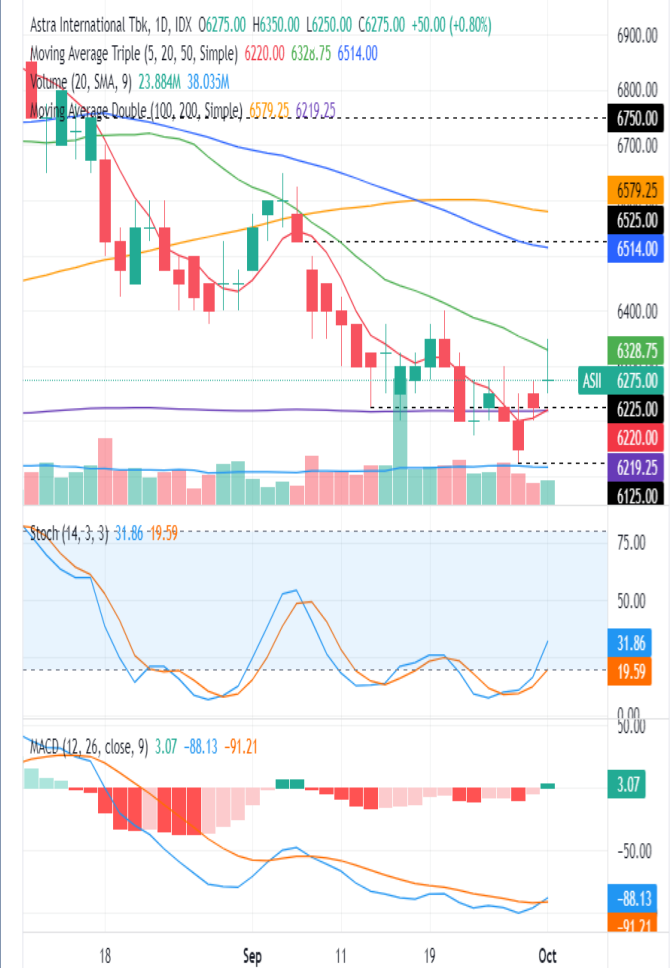 Astra International Tbk, 1D, IDX O6275.00 H6350.00 L6250.00 C6275.00 +50.00 (+0.80%)
6900.00
Moving Average Triple (5, 20, 50, Simple) 6220.00 6328.75 6514.00
Volume (20, SMA, 9) 23.884M 38.035M
6800.00
Moving Average Double (100, 200, Simple) 6579.25 6219.25
6750.00
6700.00
6579.25
6525.00
6514.00
6400.00
6328.75
ASII 6275.00
6225.00
6220.00
6219.25
6125.00
Stoch (14, 3, 3) 31.86 19.59
75.00
50.00
31.86
19.59
0.00
50.00
MACD (12, 26, close, 9) 3.07 −88.13 −91.21
3.07
−50.00
−88.13
−91.21
18 Sep 11 19 Oct